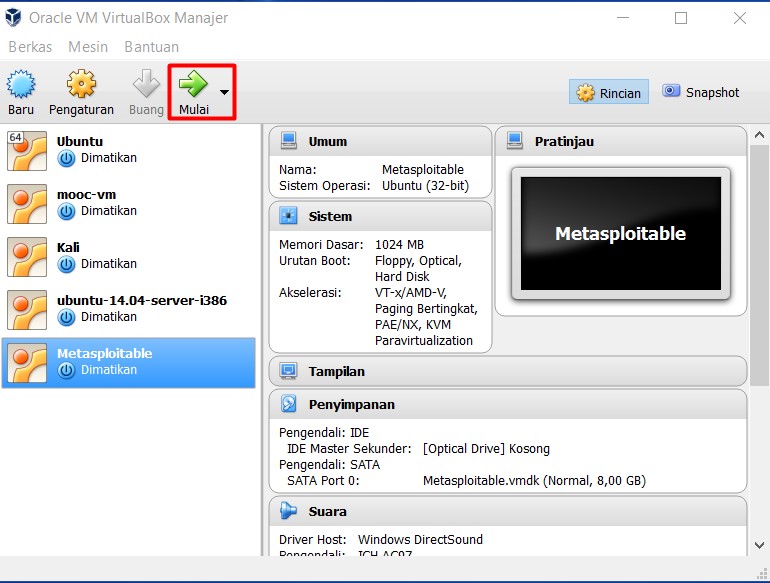 Oracle VM VirtualBox Manajer
Berkas Mesin Bantuan
Baru Pengaturan Buang Mulai Rincian Snapshot
64
Ubuntu
Dimatikan
mooc-vm
Dimatikan
Kali
Dimatikan
ubuntu-14.04-server-i386
Dimatikan
Metasploitable
Dimatikan
Umum
Nama: Metasploitable
Sistem Operasi: Ubuntu (32-bit)
Pratinjau
Metasploitable
Sistem
Memori Dasar: 1024 MB
Urutan Boot: Floppy, Optical,
Hard Disk
Akselerasi: VT-x/AMD-V,
Paging Bertingkat,
PAE/NX, KVM
Paravirtualization
Tampilan
Penyimpanan
Pengendali: IDE
IDE Master Sekunder: [Optical Drive] Kosong
Pengendali: SATA
SATA Port 0: Metasploitable.vmdk (Normal, 8,00 GB)
Suara
Driver Host: Windows DirectSound
Pengendali: ICH AC97